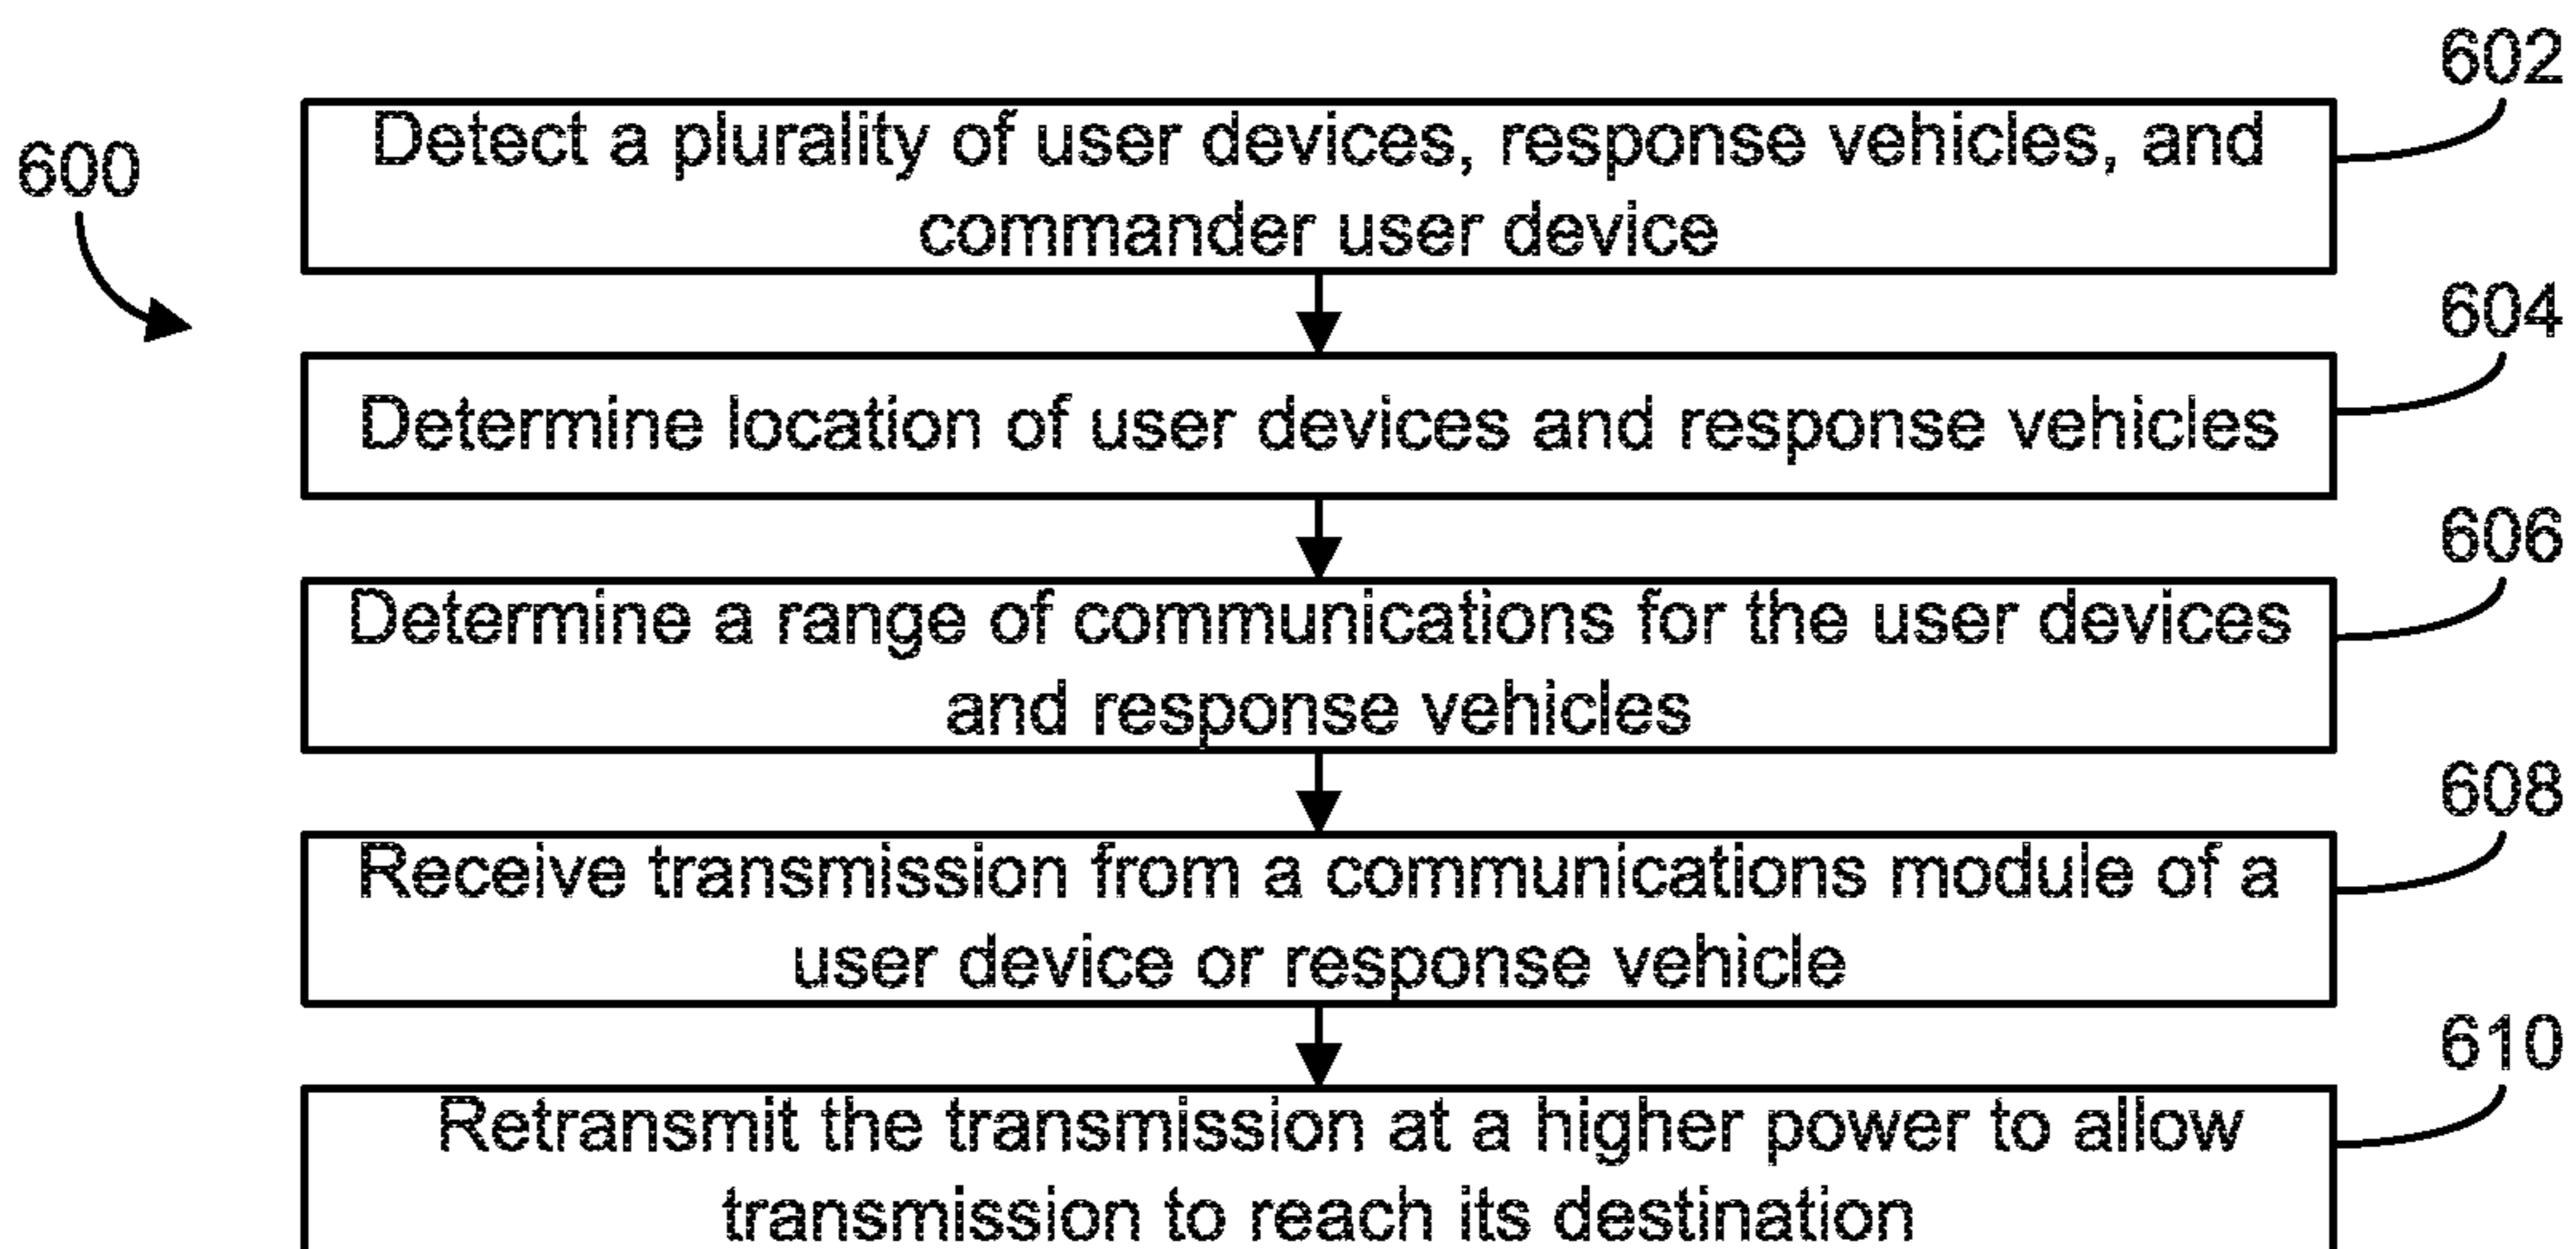 602
Detect a plurality of user devices, response vehicles, and
commander user device
600
604
Determine location of user devices and response vehicles
606
Determine a range of communications for the user devices
and response vehicles
608
Receive transmission from a communications module of a
user device or response vehicle
610
Retransmit the transmission at a higher power to allow
transmission to reach its destination